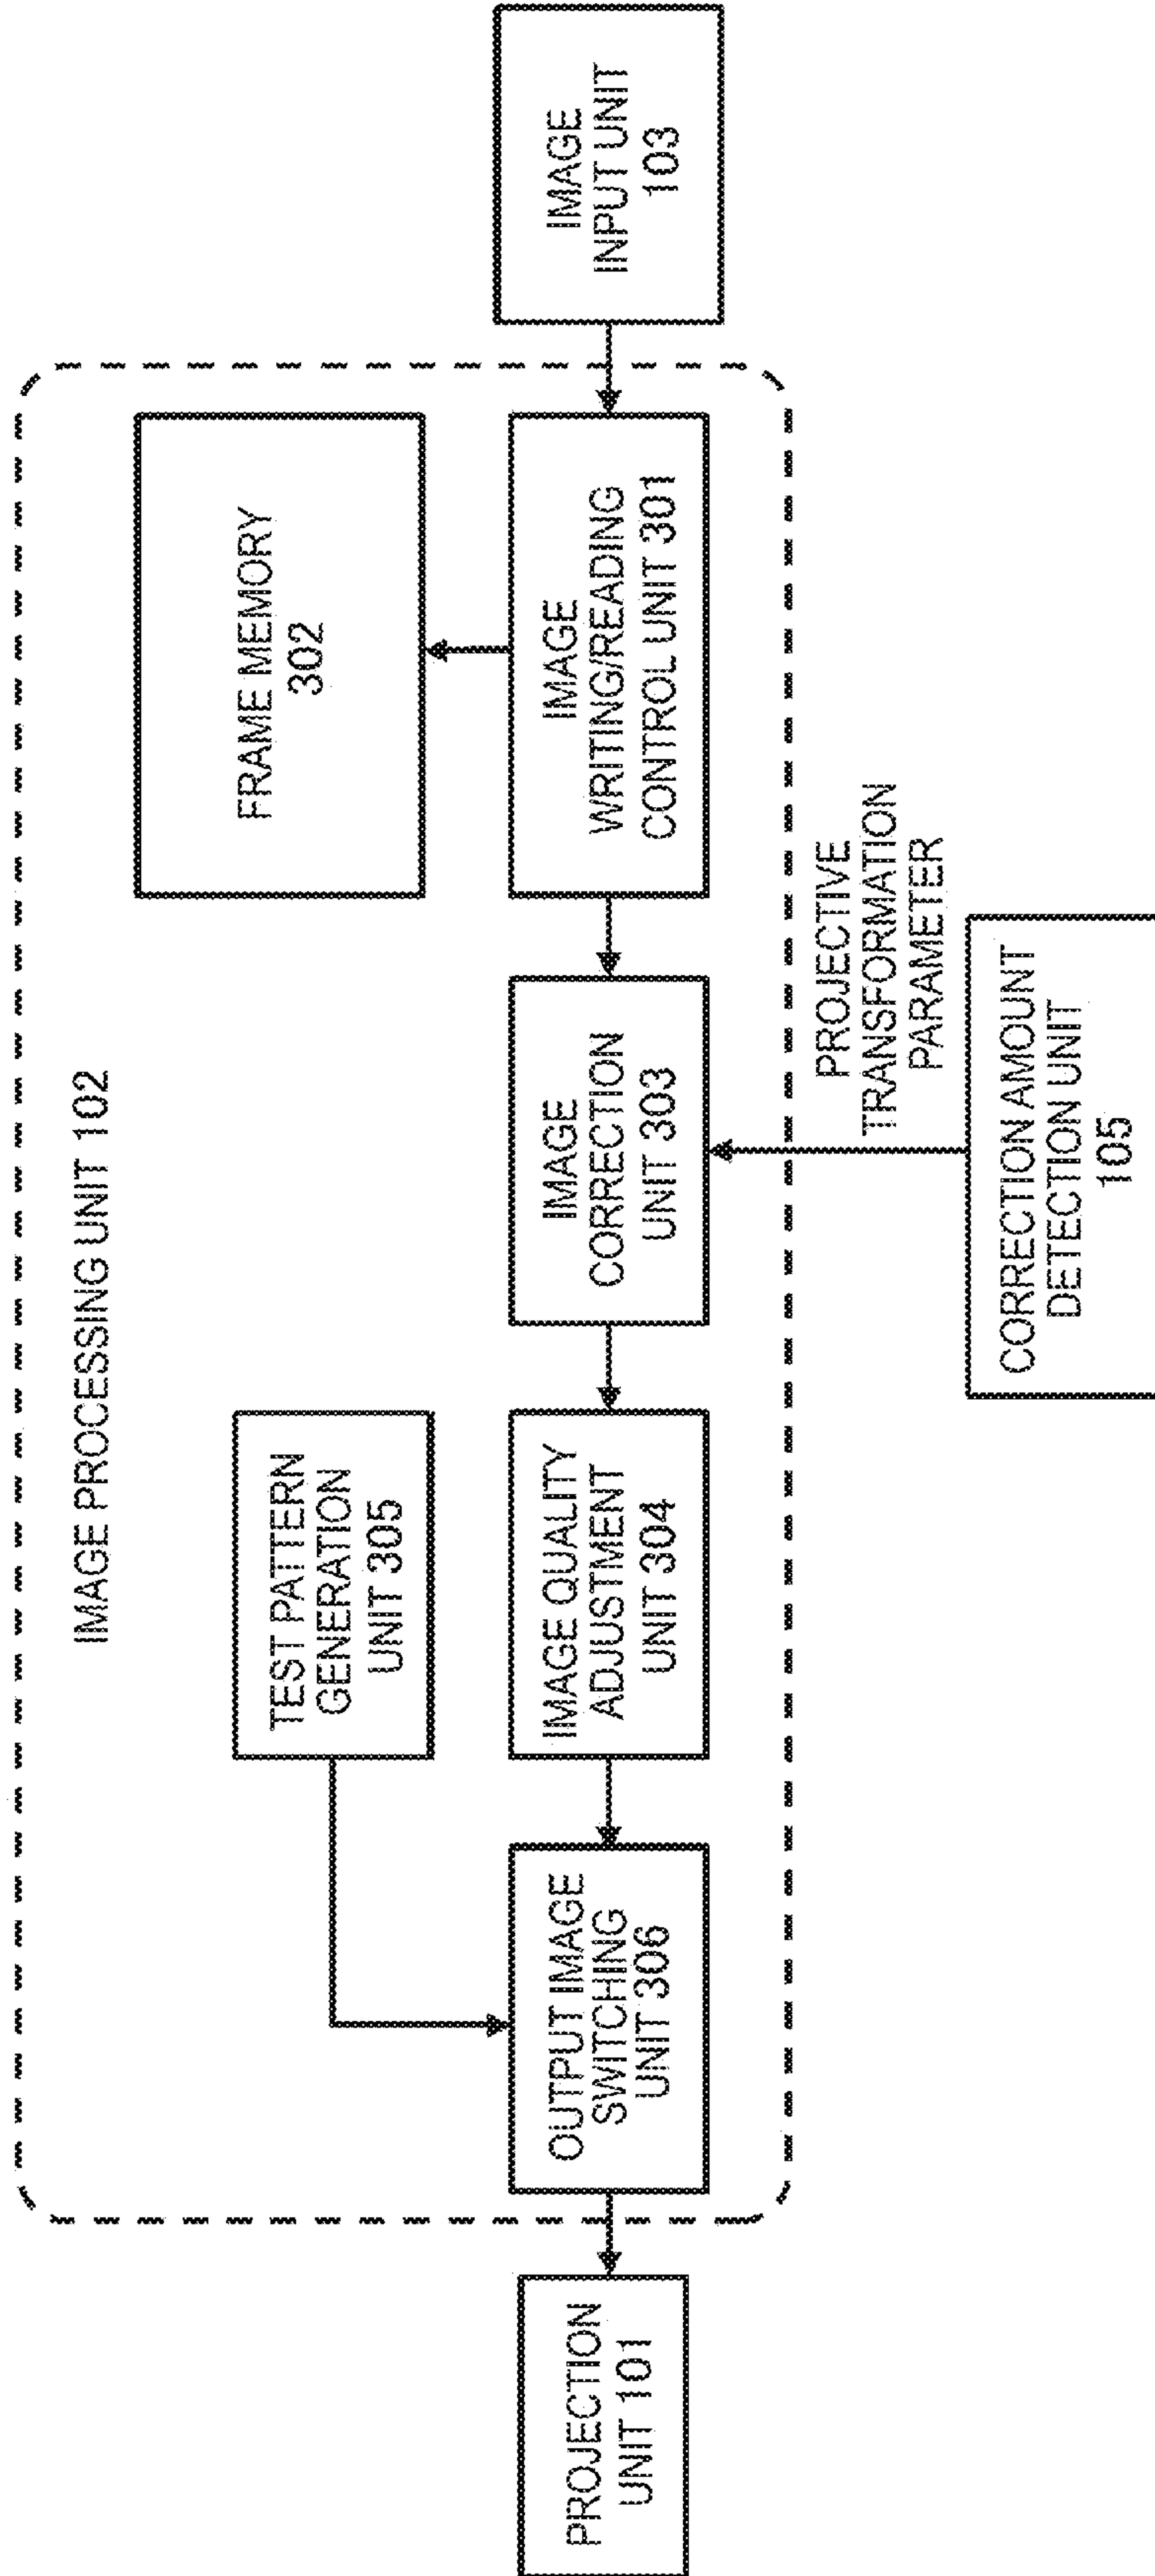 IMAGE PROCESSING UNIT 102
TEST PATTERN
GENERATION
UNIT 305
FRAME MEMORY
302
PROJECTION
UNIT 101
OUTPUT IMAGE
SWITCHING
UNIT 306
IMAGE QUALITY
ADJUSTMENT
UNIT 304
IMAGE
CORRECTION
UNIT 303
IMAGE
WRITING/READING
CONTROL UNIT 301
IMAGE
INPUT UNIT
103
PROJECTIVE
TRANSFORMATION
PARAMETER
CORRECTION AMOUNT
DETECTION UNIT
105